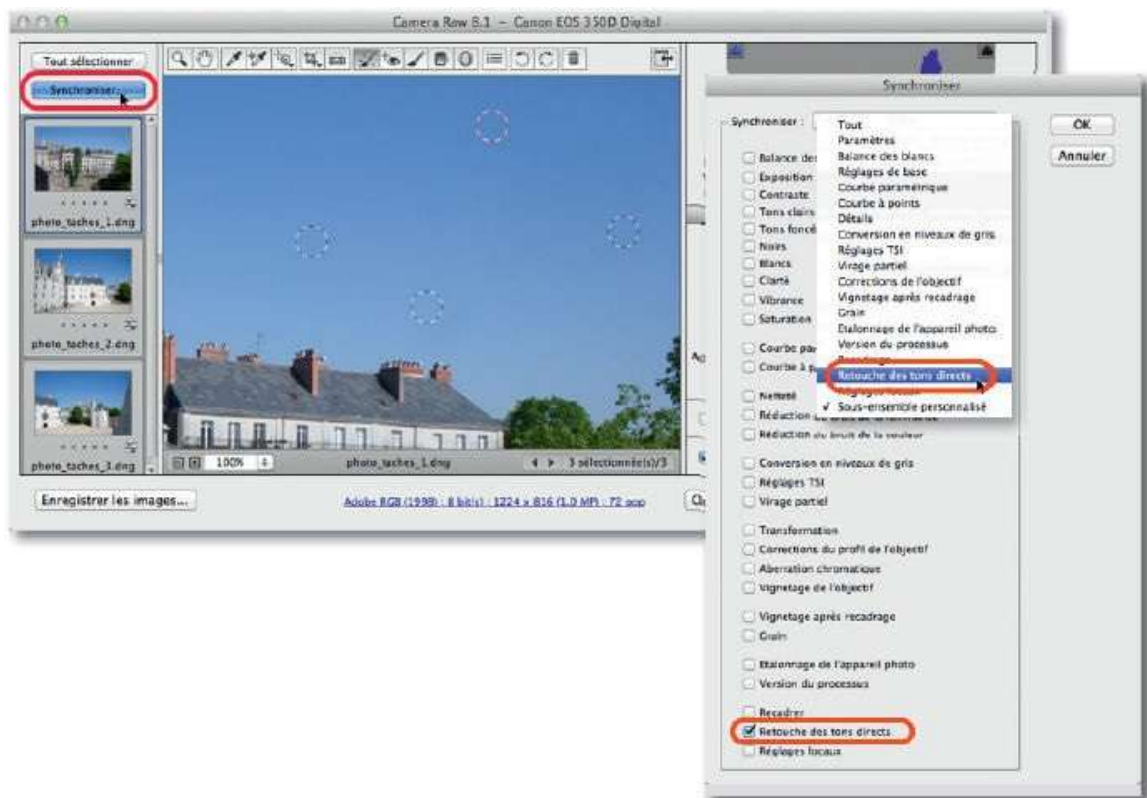 Camera Raw 8.1 - Canon EOS 350D Digital
Tout sélectionner
Synchroniser...
photo_taches_1.dng
photo_taches_2.dng
photo_taches_3.dng
100%
photo_taches_1.dng
3 sélectionnée(s)/3
Enregistrer les images...
Adobe RGB (1998) ; 8 bit(s) ; 1224 x 816 (1.0 MP) ; 72 ppp
Synchroniser
Synchroniser :
OK
Annuler
Tout
Paramètres
Balance des blancs
Réglages de base
Courbe paramétrique
Courbe à points
Détails
Conversion en niveaux de gris
Réglages TSI
Virage partiel
Corrections de l'objectif
Vignetage après recadrage
Grain
Etalonnage de l'appareil photo
Version du processus
Retouche des tons directs
✓ Sous-ensemble personnalisé
Balance des
Exposition
Contraste
Tons clairs
Tons foncé
Noirs
Blancs
Clarté
Vibrance
Saturation
Courbe par
Courbe à p
Netteté
Réduction
Réduction du bruit de la couleur
Conversion en niveaux de gris
Réglages TSI
Virage partiel
Transformation
Corrections du profil de l'objectif
Aberration chromatique
Vignetage de l'objectif
Vignetage après recadrage
Grain
Etalonnage de l'appareil photo
Version du processus
Recadrer
Retouche des tons directs
Réglages locaux